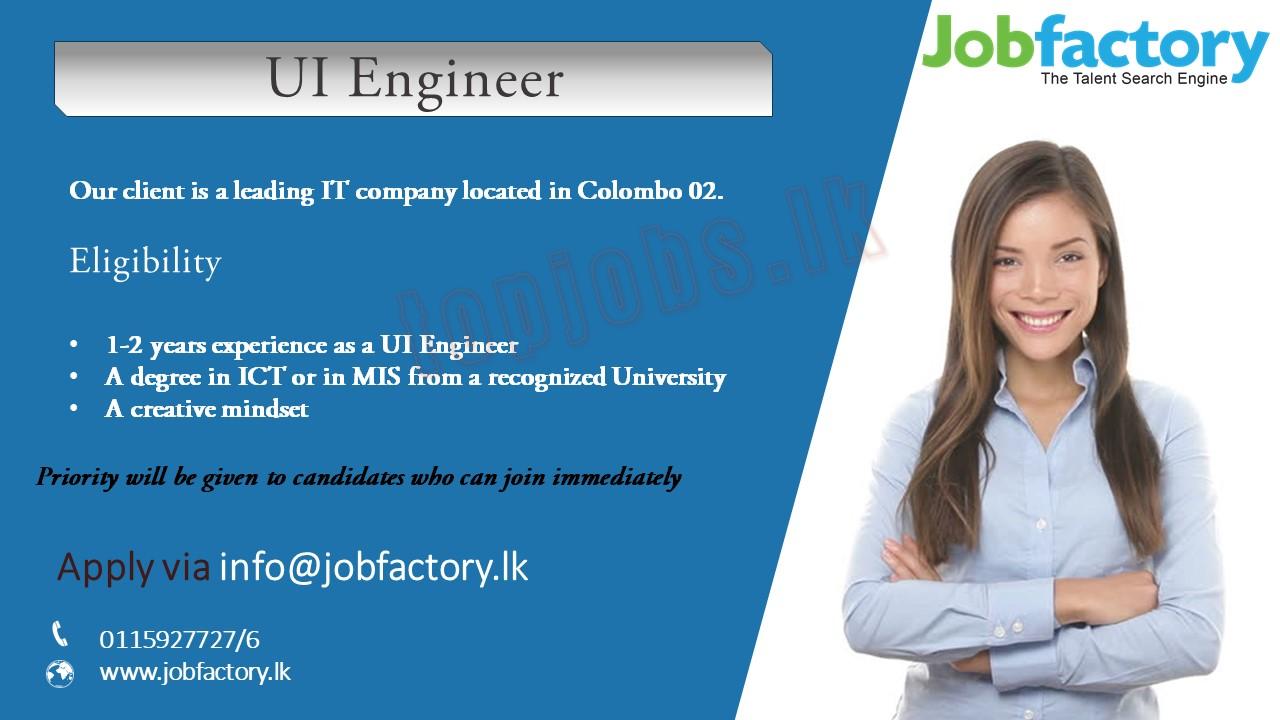 Jobfactory
The Talent Search Engine
UI Engineer
Our client is a leading IT company located in Colombo 02.
topjobs.lk
Eligibility
• 1-2 years experience as a UI Engineer
• A degree in ICT or in MIS from a recognized University
• A creative mindset
Priority will be given to candidates who can join immediately
Apply via info@jobfactory.lk
0115927727/6
www.jobfactory.lk